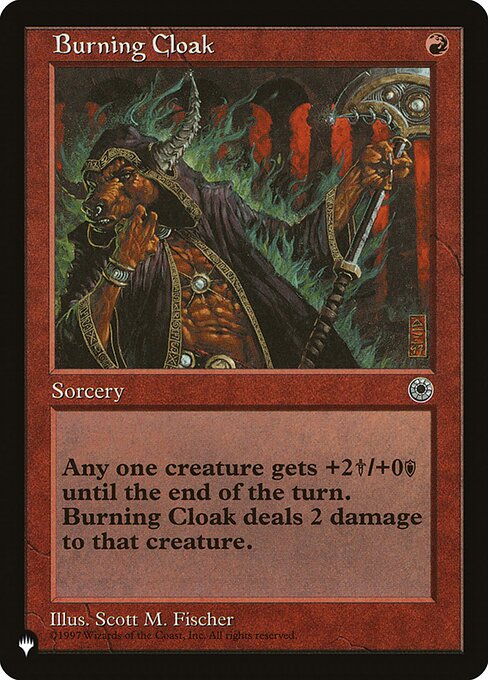 Burning Cloak
Sorcery
Any one creature gets +2/+0
until the end of the turn.
Burning Cloak deals 2 damage
to that creature.
Illus. Scott M. Fischer
©1997 Wizards of the Coast, Inc. All rights reserved.